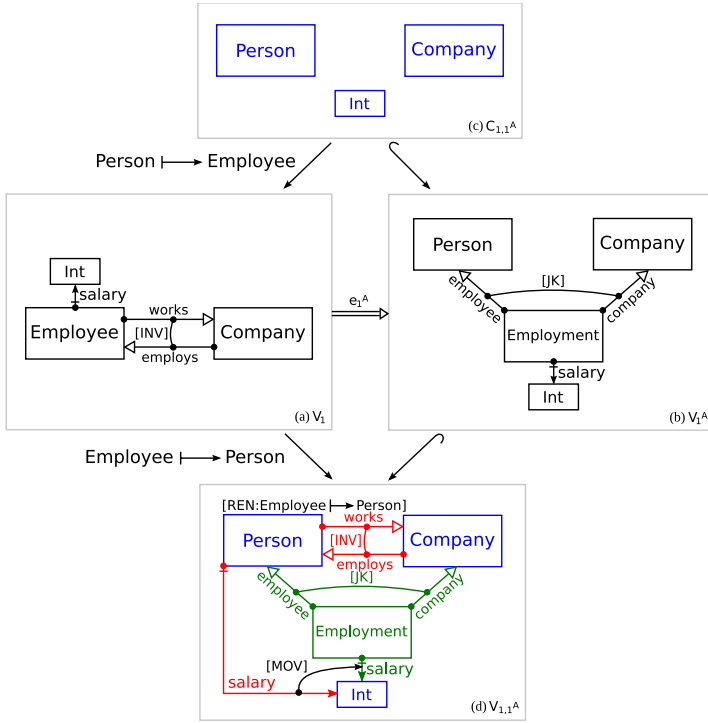 Person
Company
Int
(c) C1,1A
Person Employee
Int
salary
Employee
works
[INV]
employs
Company
(a) V1
e1A
Person
Company
[JK]
employee
company
Employment
salary
Int
(b) V1A
Employee Person
[REN:Employee Person]
works
Person
[INV]
Company
employs
[JK]
employee
company
Employment
[MOV]
salary
salary
Int
(d) V1,1A